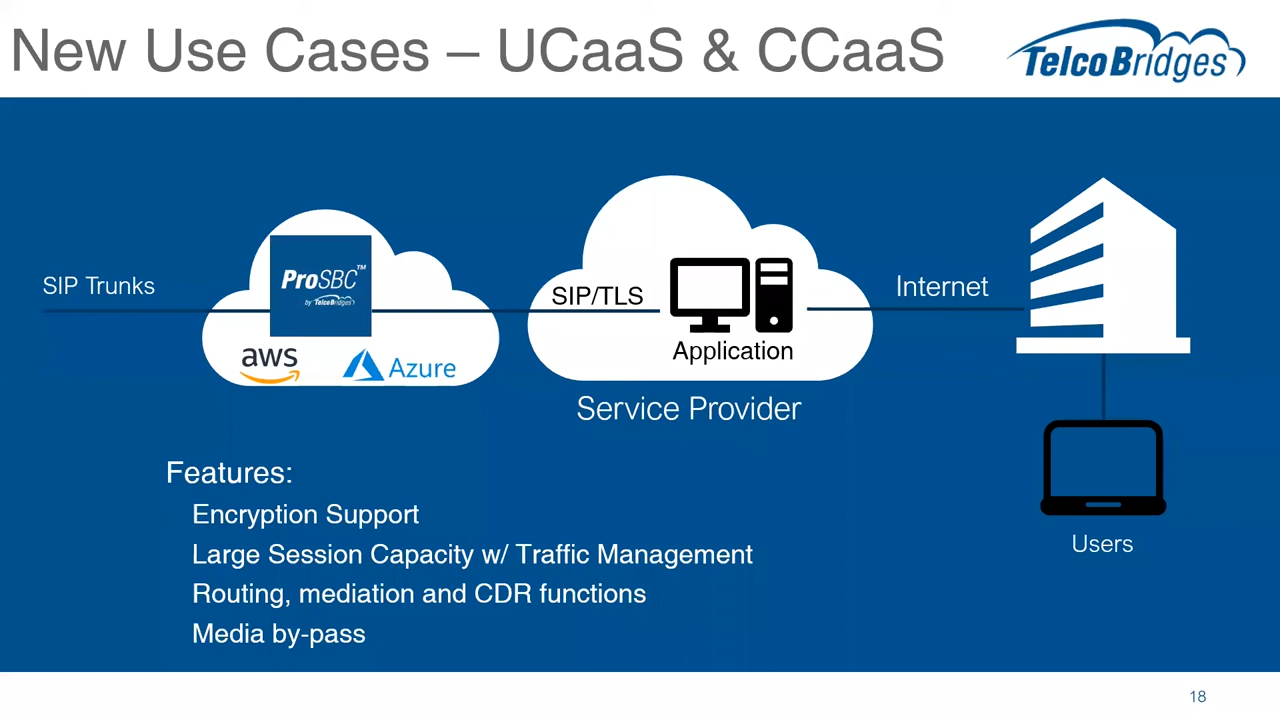 New Use Cases – UCaaS & CCaaS
TelcoBridges
SIP Trunks
ProSBC™
by TelcoBridges
aws
Azure
SIP/TLS
Application
Service Provider
Internet
Users
Features:
Encryption Support
Large Session Capacity w/ Traffic Management
Routing, mediation and CDR functions
Media by-pass
18